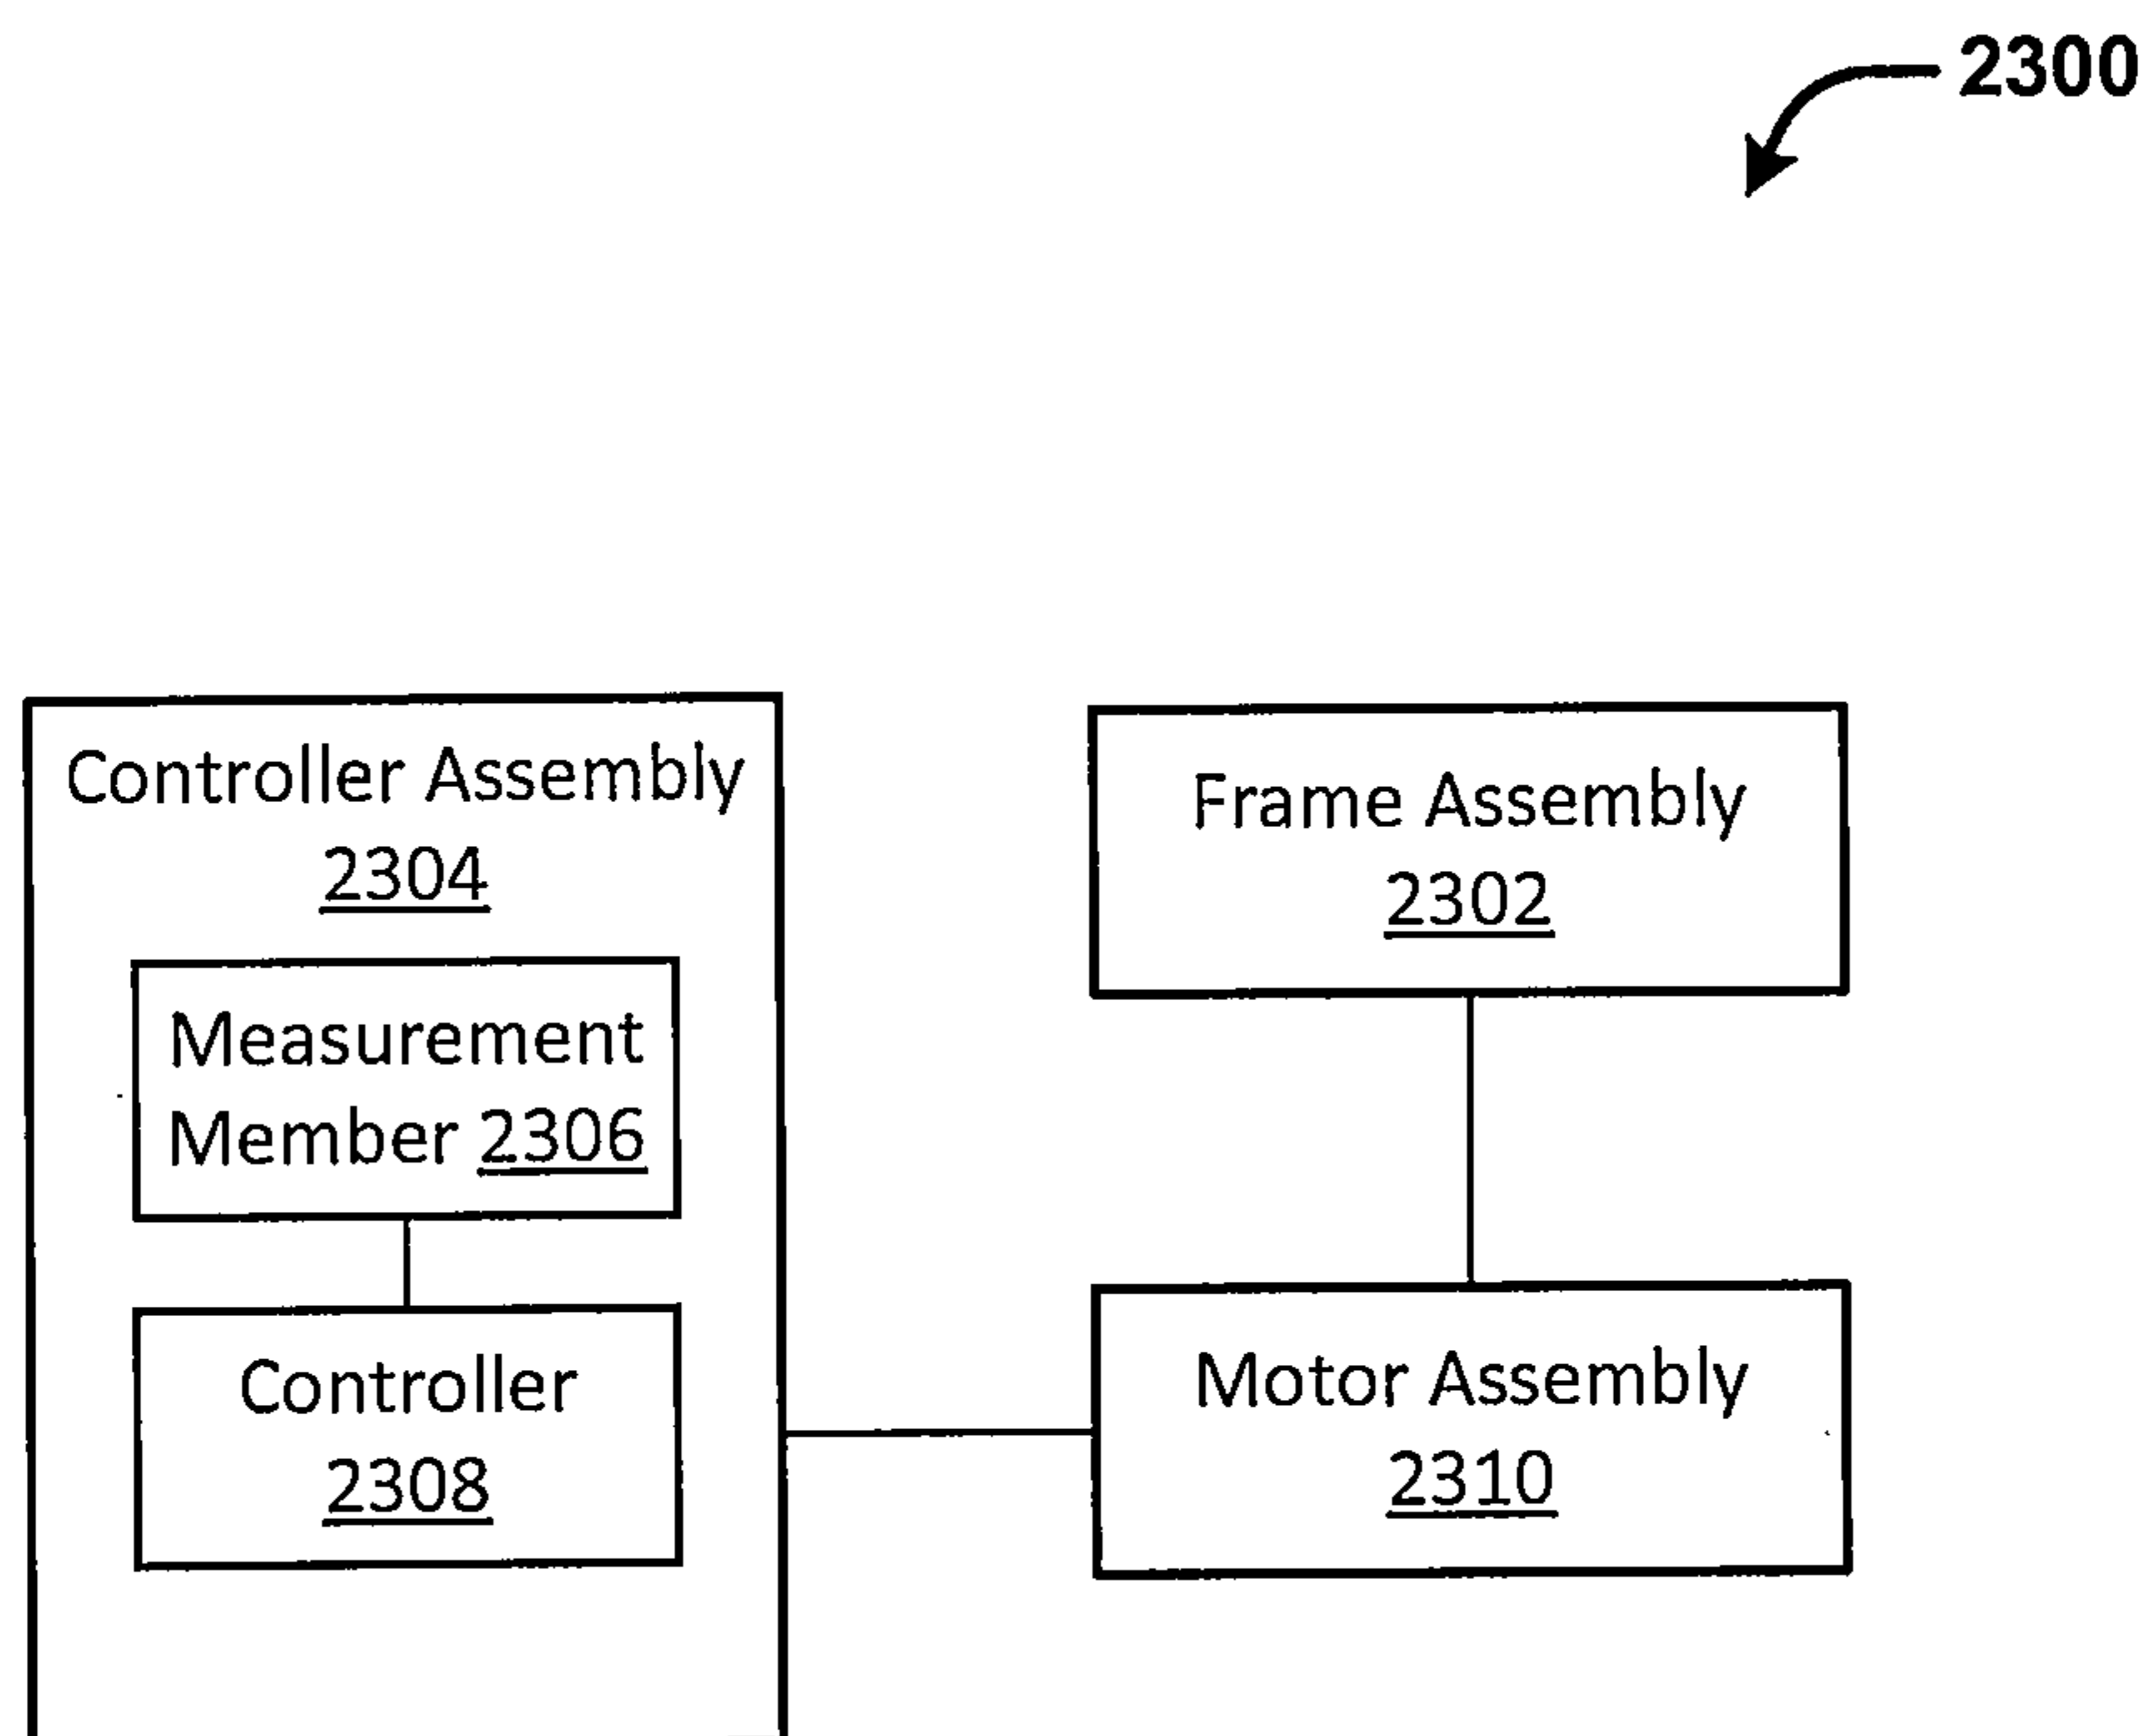 2300
Controller Assembly
2304
Measurement
Member 2306
Controller
2308
Frame Assembly
2302
Motor Assembly
2310